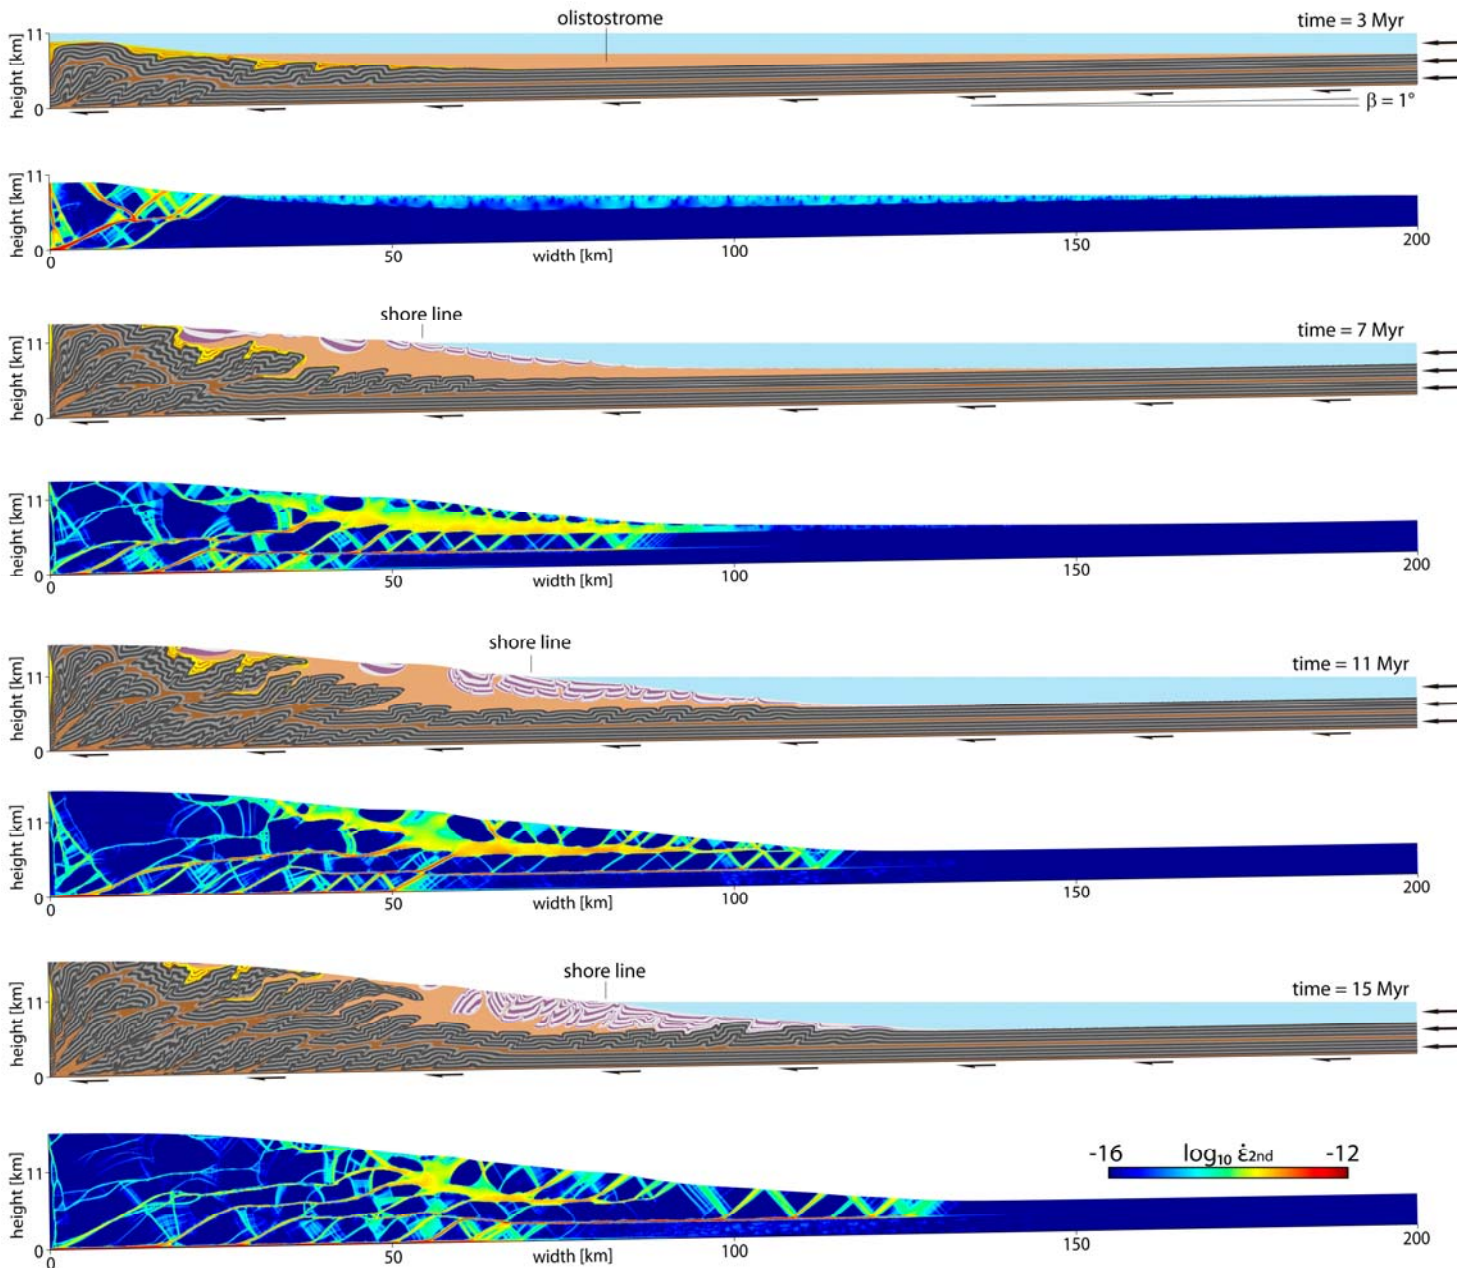 olistostrome
time = 3 Myr
11
height [km]
0
β = 1°
11
height [km]
0
0
50
width [km]
100
150
200
shore line
time = 7 Myr
11
height [km]
0
11
height [km]
0
0
50
width [km]
100
150
200
shore line
time = 11 Myr
11
height [km]
0
11
height [km]
0
0
50
width [km]
100
150
200
shore line
time = 15 Myr
11
height [km]
0
-16 log₁₀ ε̇2nd -12
11
height [km]
0
0
50
width [km]
100
150
200